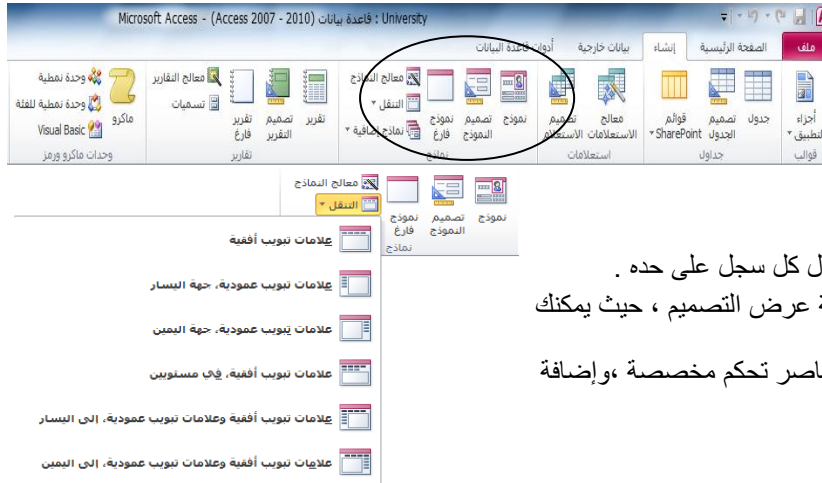 University : قاعدة بيانات (Access 2007 - 2010) - Microsoft Access
ملف الصفحة الرئيسية إنشاء بيانات خارجية أدوات قاعدة البيانات
أجزاء التطبيق
جدول
تصميم الجدول
قوائم SharePoint
معالج الاستعلامات
تصميم الاستعلام
نموذج
تصميم النموذج
نموذج فارغ
معالج النماذج
التنقل
نماذج إضافية
تقرير
تصميم التقرير
تقرير فارغ
معالج التقارير
تسميات
ماكرو
وحدة نمطية
وحدة نمطية للفئة
Visual Basic
قوالب جداول استعلامات نماذج تقارير وحدات ماكرو ورمز
نموذج
تصميم النموذج
نموذج فارغ
معالج النماذج
التنقل
نماذج
علامات تبويب أفقية
علامات تبويب عمودية، جهة اليسار
علامات تبويب عمودية، جهة اليمين
علامات تبويب أفقية، في مستويين
علامات تبويب أفقية وعلامات تبويب عمودية، إلى اليسار
علامات تبويب أفقية وعلامات تبويب عمودية، إلى اليمين
كل سجل على حده .
عرض التصميم ، حيث يمكنك
تحكم مخصصة ،وإضافة